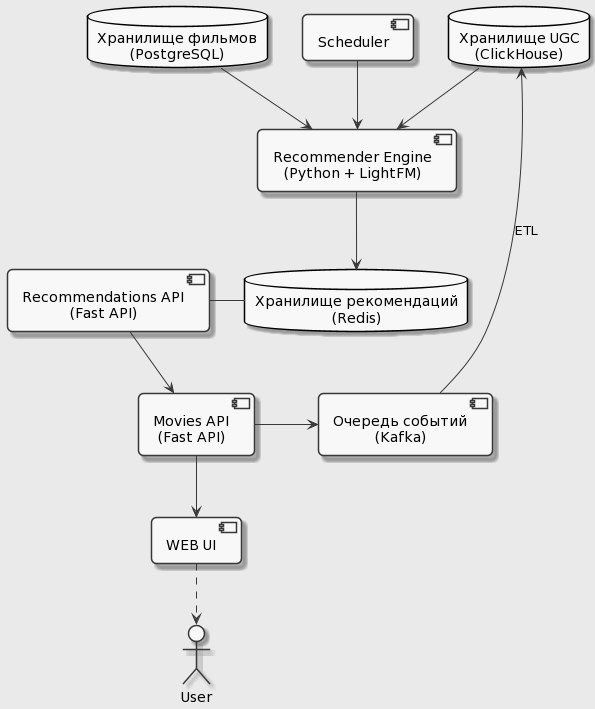 Хранилище фильмов
(PostgreSQL)
Scheduler
Хранилище UGC
(ClickHouse)
Recommender Engine
(Python + LightFM)
ETL
Recommendations API
(Fast API)
Хранилище рекомендаций
(Redis)
Movies API
(Fast API)
Очередь событий
(Kafka)
WEB UI
User